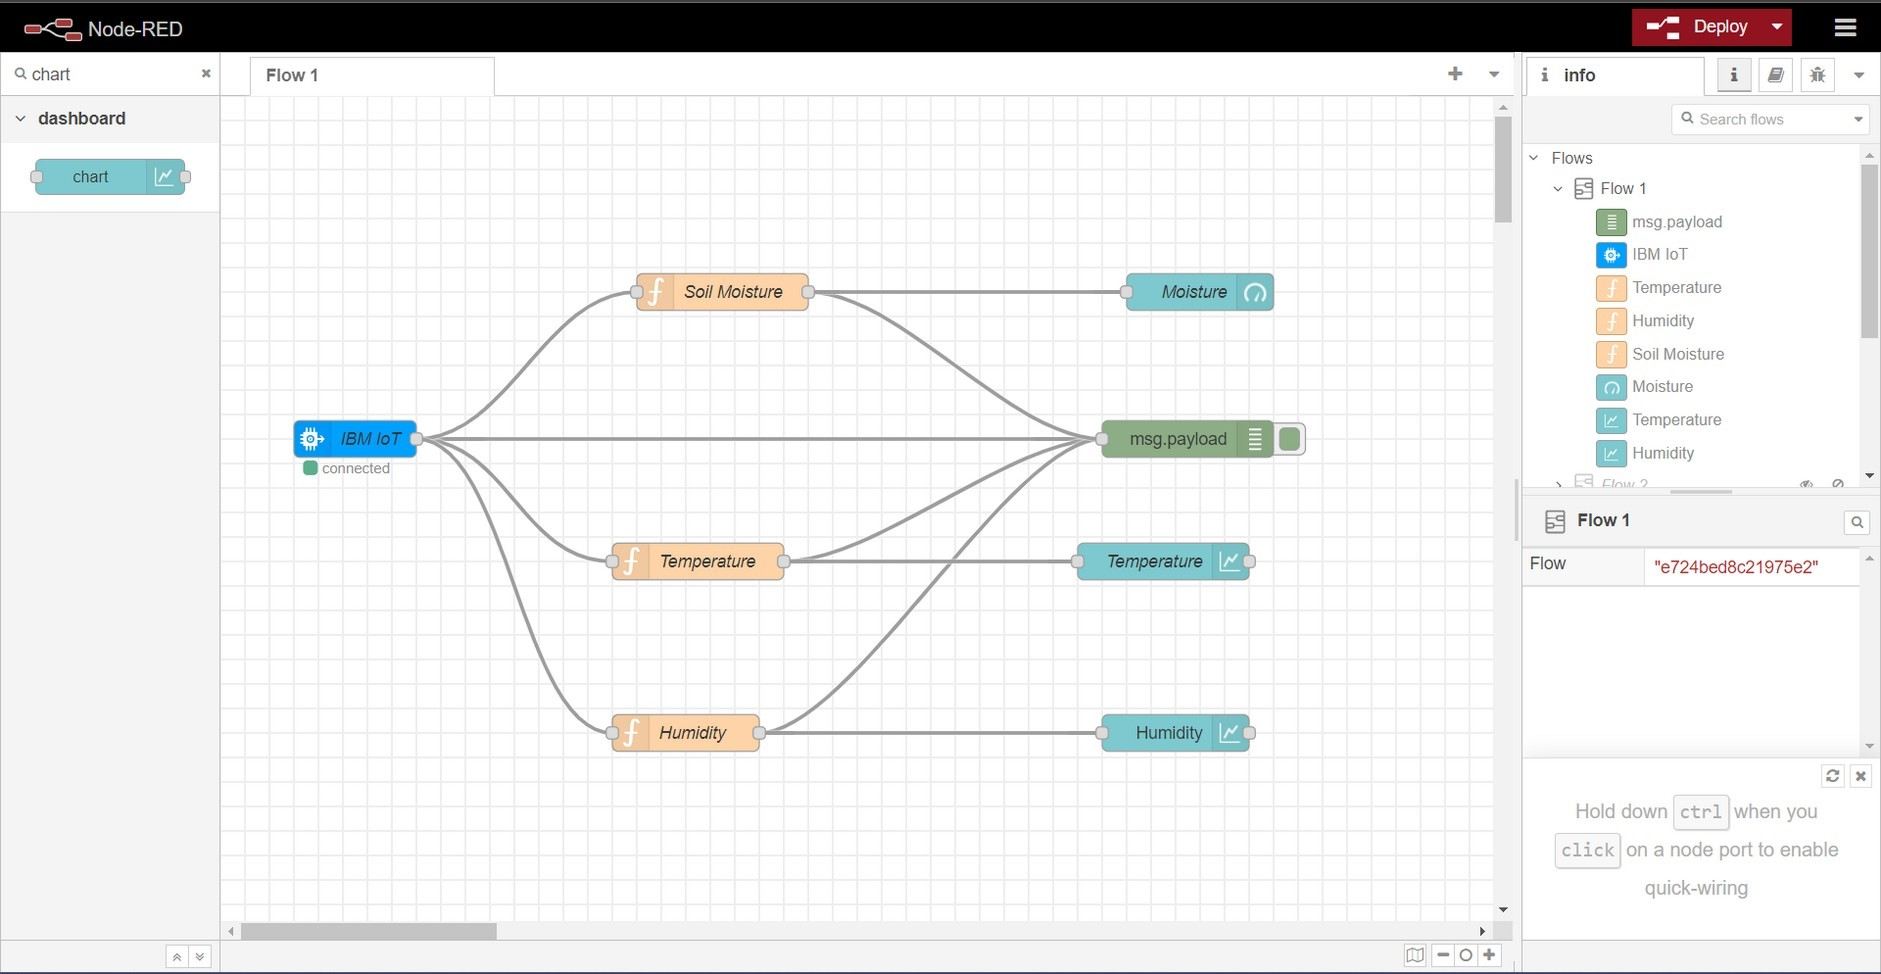 Node-RED
Deploy
chart
dashboard
chart
Flow 1
Soil Moisture
Moisture
IBM IoT
connected
msg.payload
Temperature
Temperature
Humidity
Humidity
info
Search flows
Flows
Flow 1
msg.payload
IBM IoT
Temperature
Humidity
Soil Moisture
Moisture
Temperature
Humidity
Flow 2
Flow 1
Flow "e724bed8c21975e2"
Hold down ctrl when you
click on a node port to enable
quick-wiring